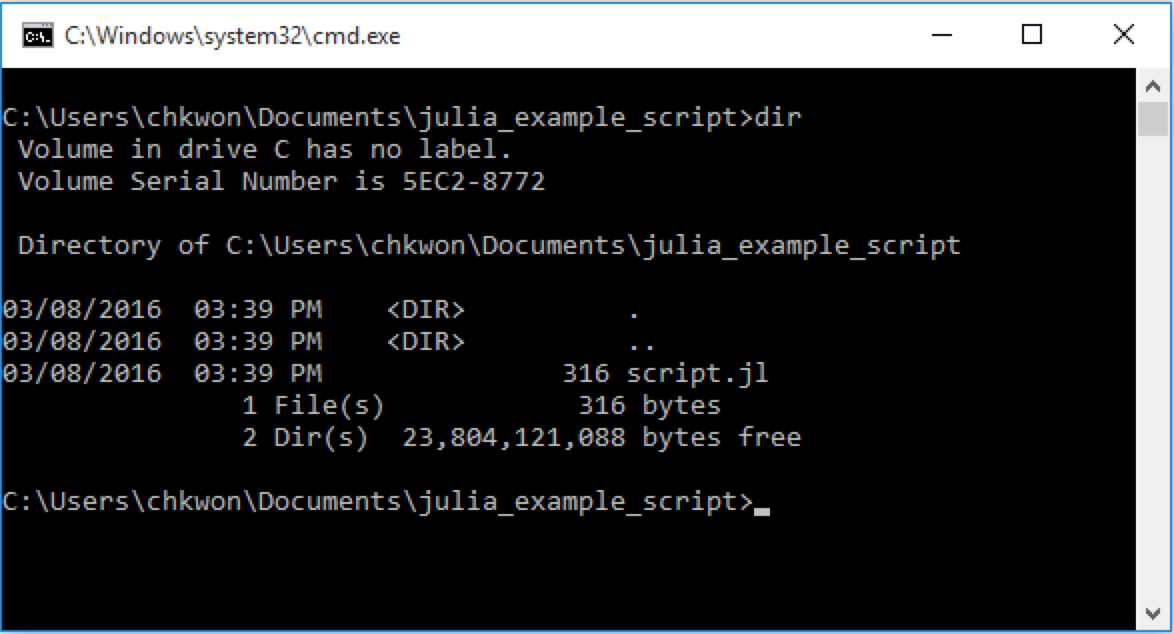 C:\Windows\system32\cmd.exe
C:\Users\chkwon\Documents\julia_example_script>dir
 Volume in drive C has no label.
 Volume Serial Number is 5EC2-8772
 Directory of C:\Users\chkwon\Documents\julia_example_script
03/08/2016  03:39 PM    <DIR>          .
03/08/2016  03:39 PM    <DIR>          ..
03/08/2016  03:39 PM               316 script.jl
               1 File(s)            316 bytes
               2 Dir(s)  23,804,121,088 bytes free
C:\Users\chkwon\Documents\julia_example_script>_